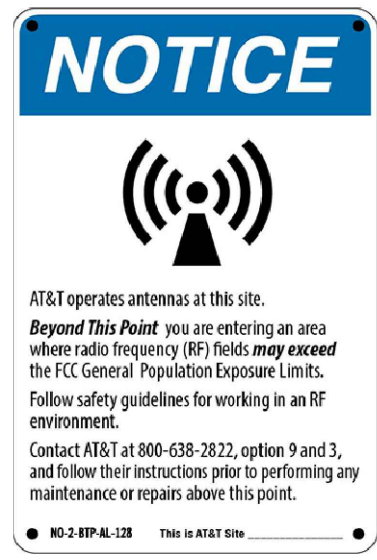 NOTICE
AT&T operates antennas at this site.
Beyond This Point you are entering an area
where radio frequency (RF) fields may exceed
the FCC General Population Exposure Limits.
Follow safety guidelines for working in an RF
environment.
Contact AT&T at 800-638-2822, option 9 and 3,
and follow their instructions prior to performing any
maintenance or repairs above this point.
NO-2-BTP-AL-128 This is AT&T Site _______________